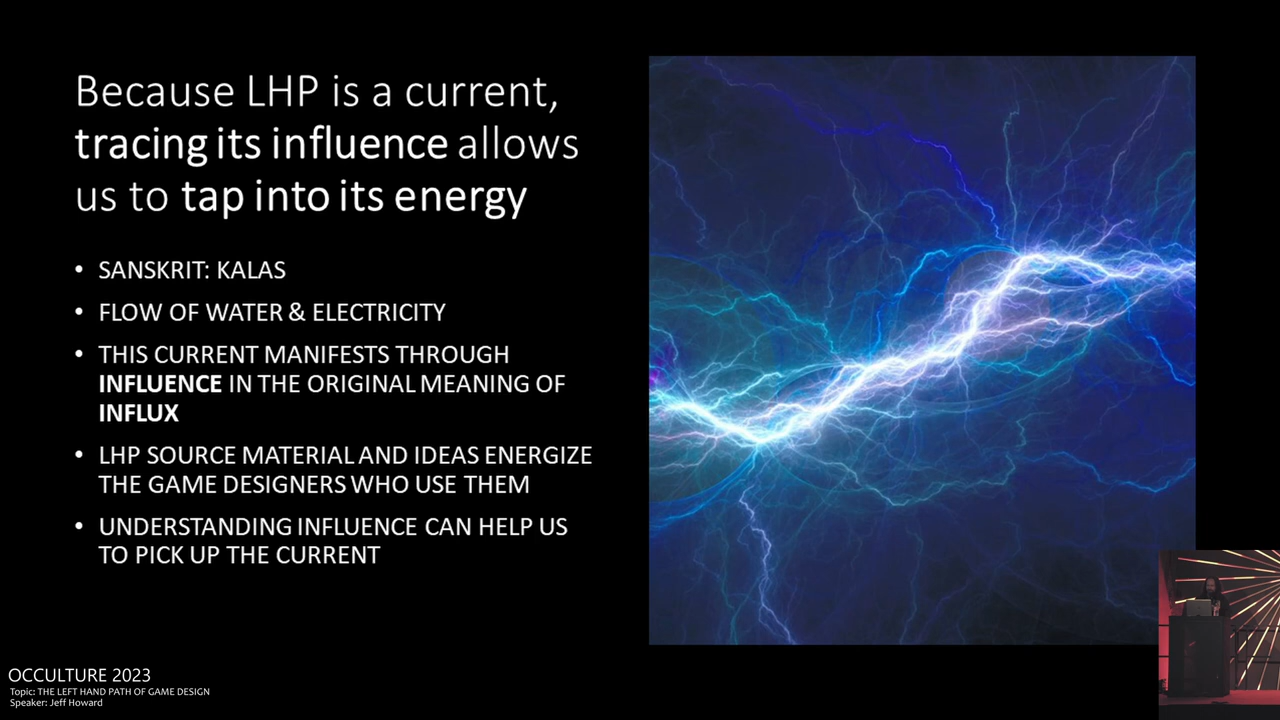 Because LHP is a current,
tracing its influence allows
us to tap into its energy
• SANSKRIT: KALAS
• FLOW OF WATER & ELECTRICITY
• THIS CURRENT MANIFESTS THROUGH
INFLUENCE IN THE ORIGINAL MEANING OF
INFLUX
• LHP SOURCE MATERIAL AND IDEAS ENERGIZE
THE GAME DESIGNERS WHO USE THEM
• UNDERSTANDING INFLUENCE CAN HELP US
TO PICK UP THE CURRENT
OCCULTURE 2023
Topic: THE LEFT HAND PATH OF GAME DESIGN
Speaker: Jeff Howard